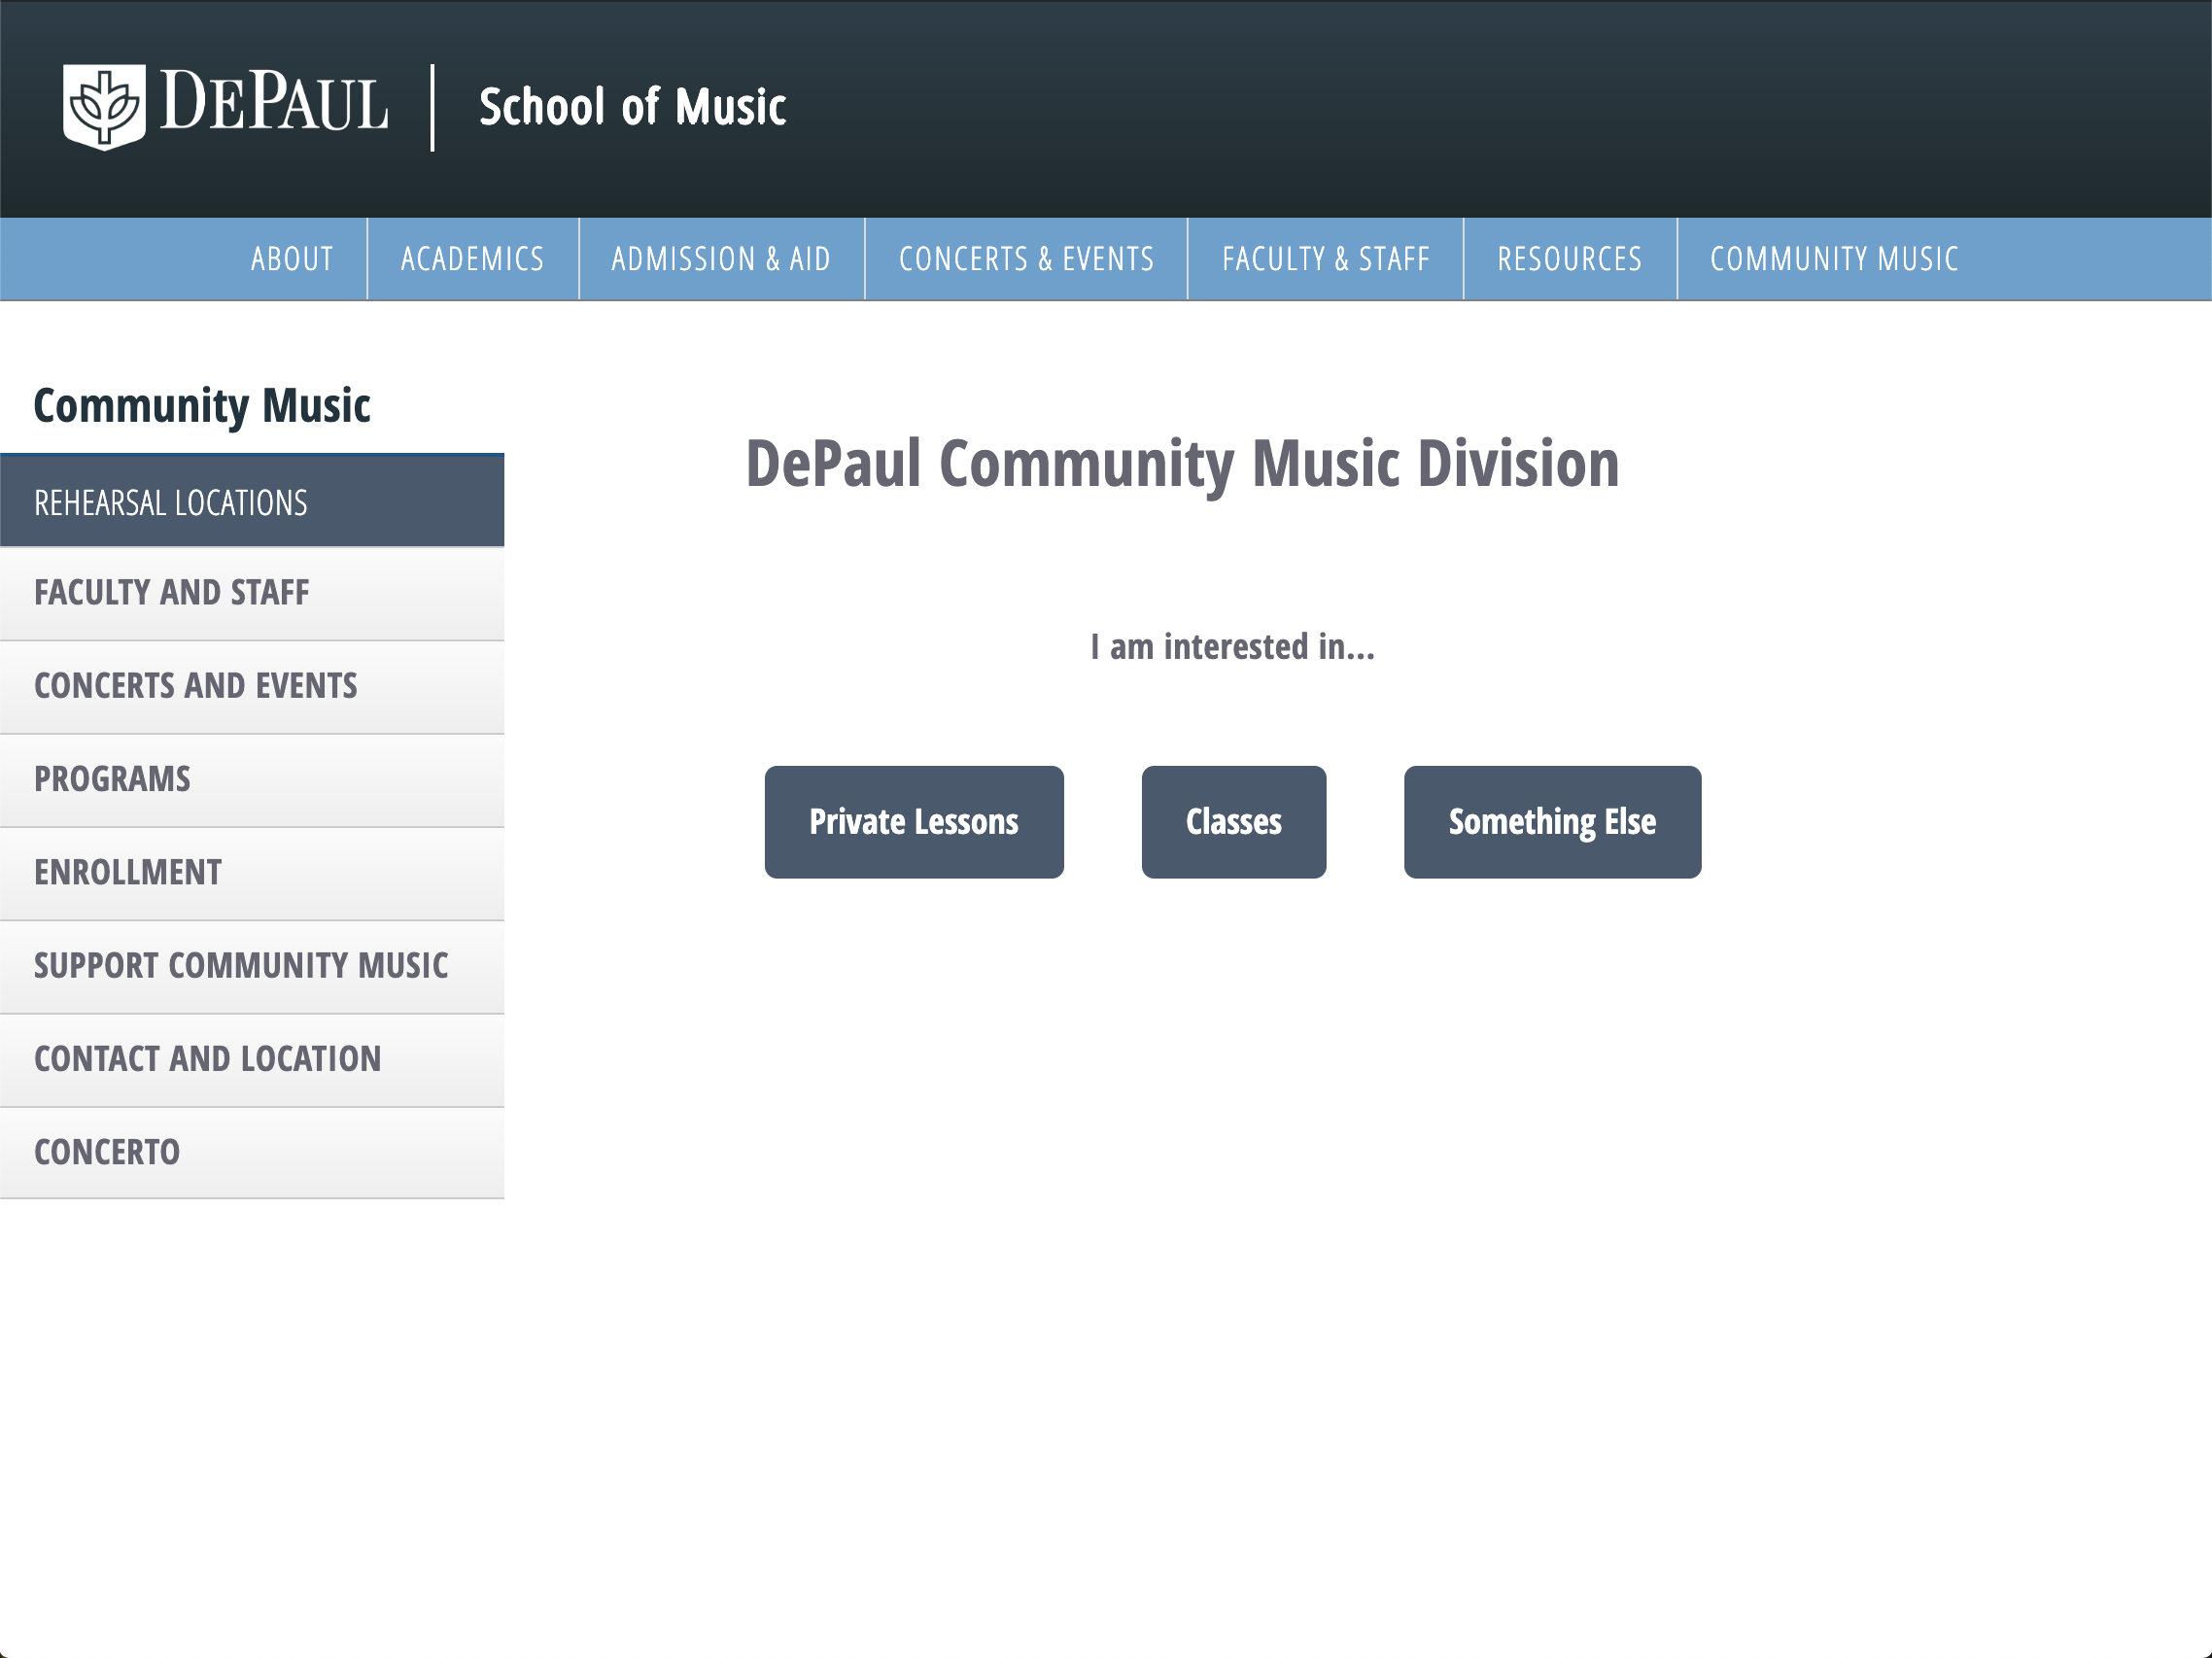 DEPAUL
School of Music
ABOUT
ACADEMICS
ADMISSION & AID
CONCERTS & EVENTS
FACULTY & STAFF
RESOURCES
COMMUNITY MUSIC
Community Music
REHEARSAL LOCATIONS
FACULTY AND STAFF
CONCERTS AND EVENTS
PROGRAMS
ENROLLMENT
SUPPORT COMMUNITY MUSIC
CONTACT AND LOCATION
CONCERTO
DePaul Community Music Division
I am interested in...
Private Lessons
Classes
Something Else